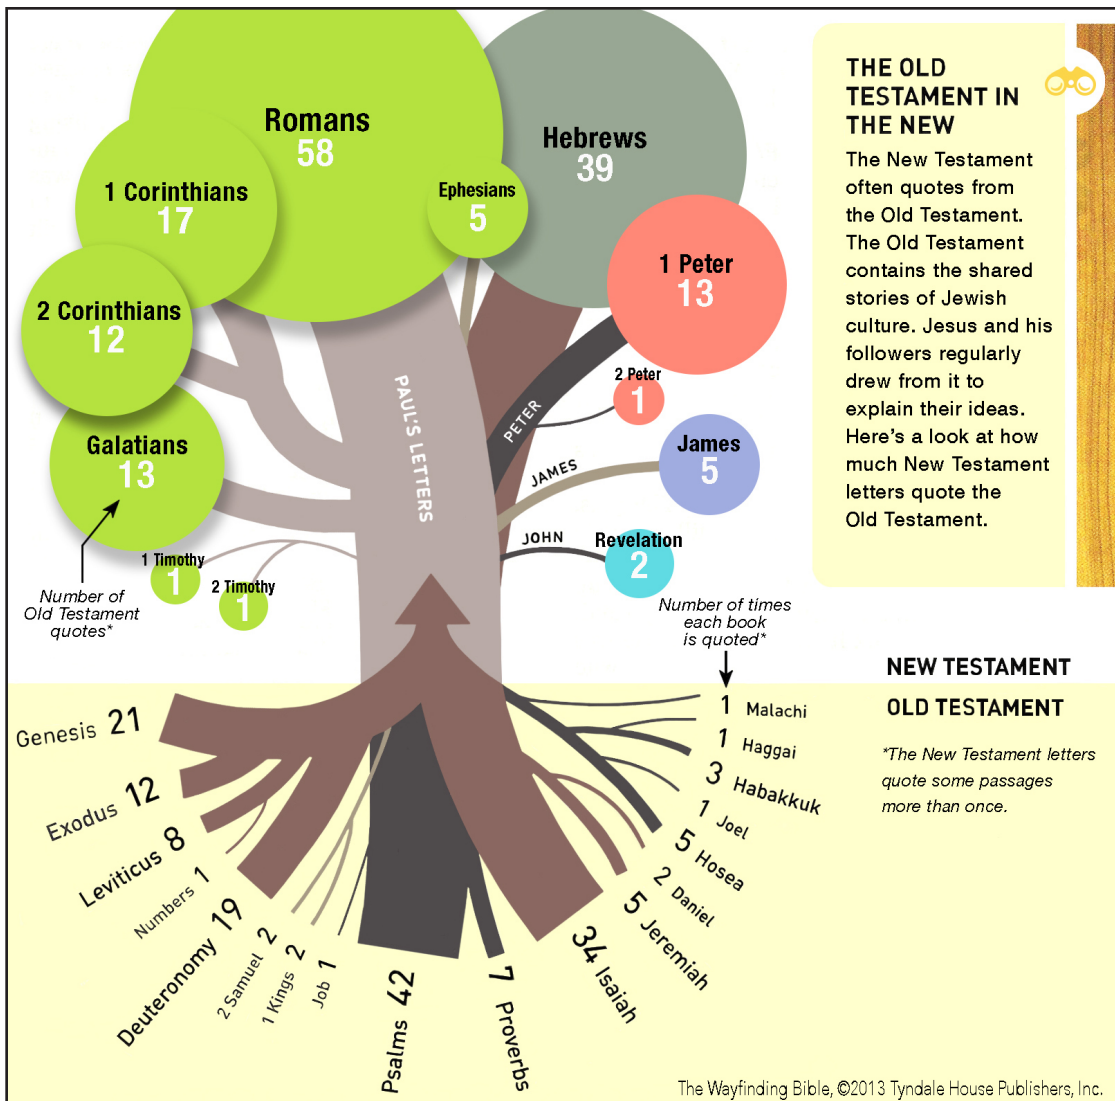 Romans
58
Hebrews
39
1 Corinthians
17
Ephesians
5
1 Peter
13
2 Corinthians
12
2 Peter
1
Galatians
13
James
5
PAUL'S LETTERS
PETER
JAMES
JOHN
Revelation
2
1 Timothy
1
2 Timothy
1
Number of
Old Testament
quotes*
THE OLD
TESTAMENT IN
THE NEW
The New Testament
often quotes from
the Old Testament.
The Old Testament
contains the shared
stories of Jewish
culture. Jesus and his
followers regularly
drew from it to
explain their ideas.
Here's a look at how
much New Testament
letters quote the
Old Testament.
Number of times
each book
is quoted*
NEW TESTAMENT
OLD TESTAMENT
*The New Testament letters
quote some passages
more than once.
Genesis 21
Exodus 12
Leviticus 8
Numbers 1
Deuteronomy 19
2 Samuel 2
1 Kings 2
Job 1
Psalms 42
7 Proverbs
34 Isaiah
5 Jeremiah
2 Daniel
5 Hosea
1 Joel
3 Habakkuk
1 Haggai
1 Malachi
The Wayfinding Bible, ©2013 Tyndale House Publishers, Inc.